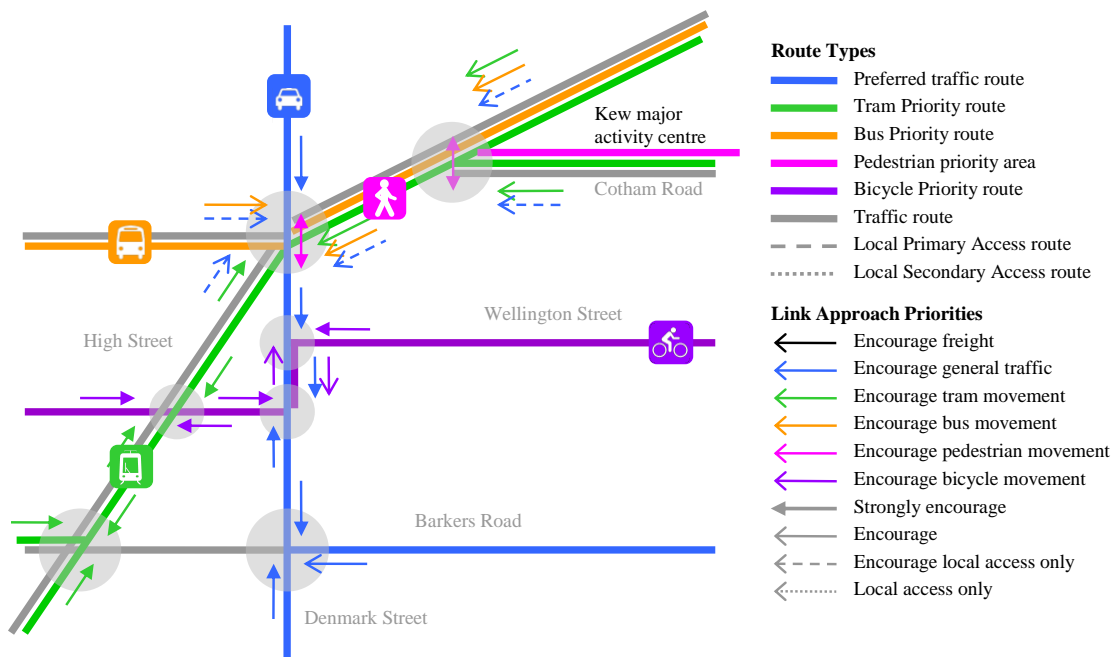 Kew major
activity centre
Cotham Road
Wellington Street
High Street
Barkers Road
Denmark Street
Route Types
Preferred traffic route
Tram Priority route
Bus Priority route
Pedestrian priority area
Bicycle Priority route
Traffic route
Local Primary Access route
Local Secondary Access route
Link Approach Priorities
Encourage freight
Encourage general traffic
Encourage tram movement
Encourage bus movement
Encourage pedestrian movement
Encourage bicycle movement
Strongly encourage
Encourage
Encourage local access only
Local access only